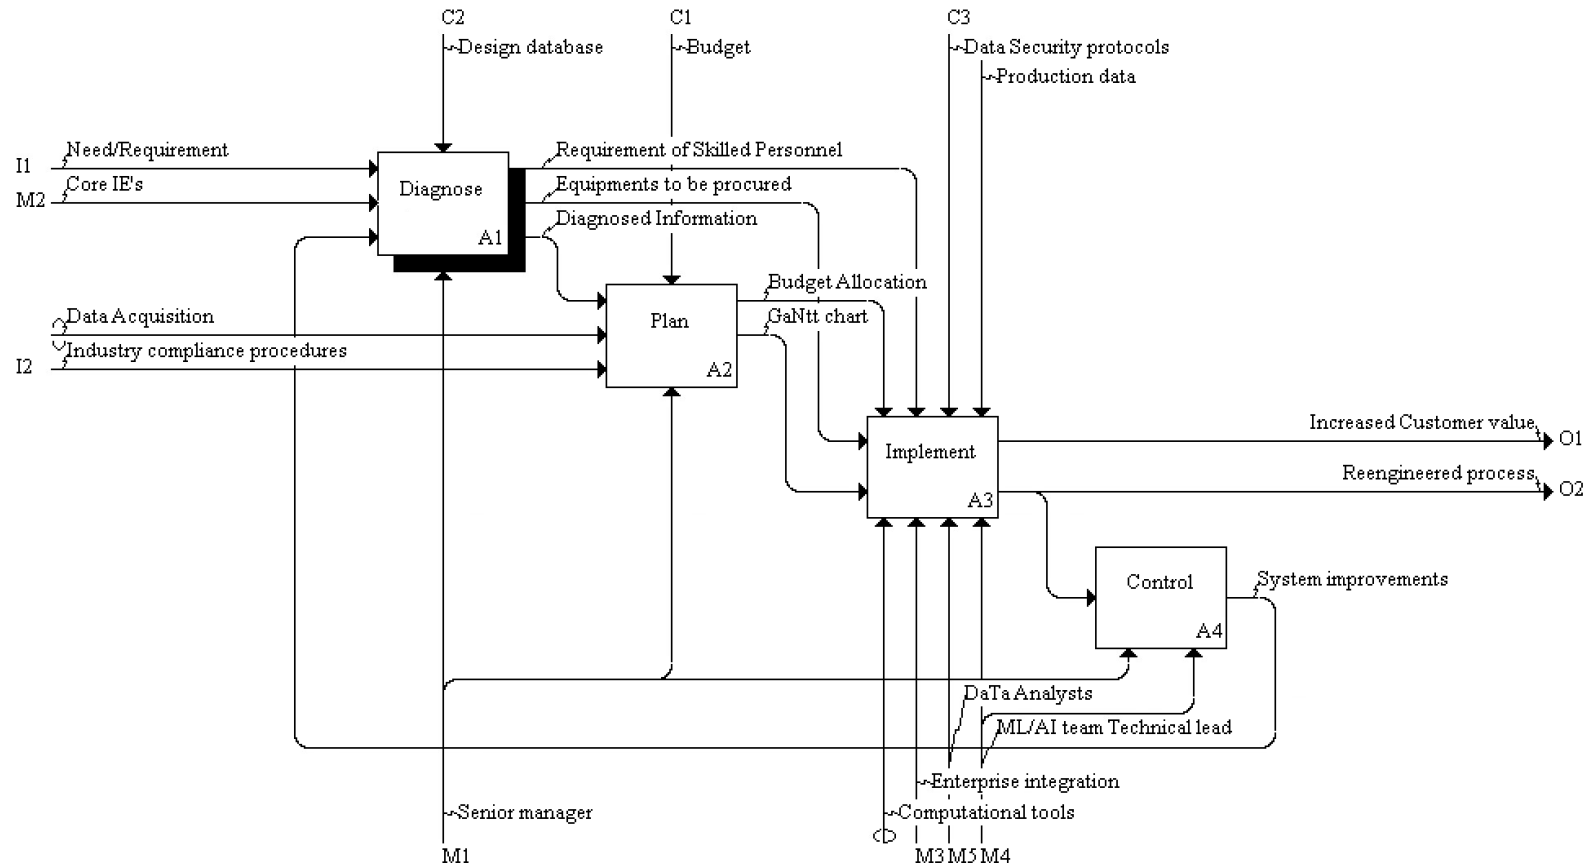 C2
C1
C3
Design database
Budget
Data Security protocols
Production data
I1
Need/Requirement
Requirement of Skilled Personnel
M2
Core IE's
Diagnose
Equipments to be procured
Diagnosed Information
A1
Budget Allocation
Data Acquisition
Plan
GaNtt chart
I2
Industry compliance procedures
A2
Increased Customer value
O1
Implement
Reengineered process
O2
A3
Control
System improvements
A4
DaTa Analysts
ML/AI team Technical lead
Enterprise integration
Senior manager
Computational tools
M1
M3
M5
M4